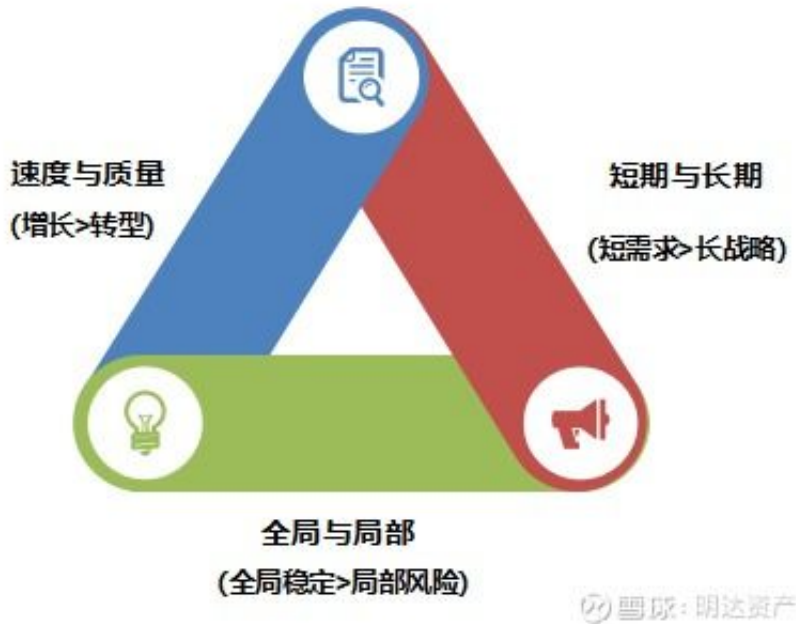 速度与质量
(增长>转型)
短期与长期
(短需求>长战略)
全局与局部
(全局稳定>局部风险)
雪球：明达资产